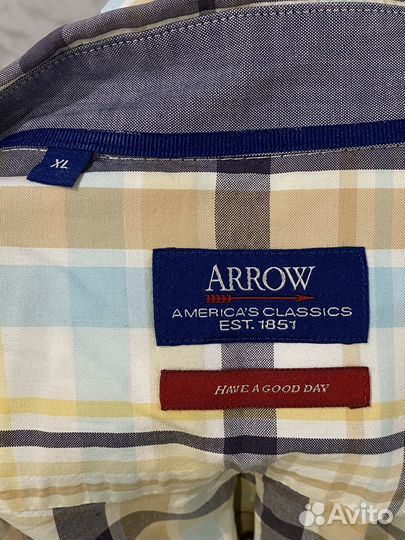 XL
ARROW
AMERICA'S CLASSICS
EST. 1851
HAVE A GOOD DAY
Avito